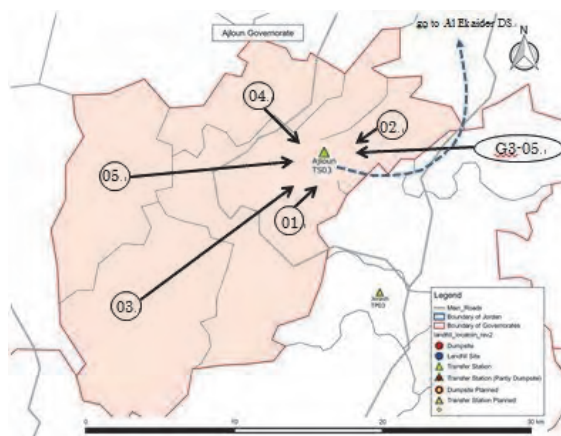 go to Al Ekaider DS
Ajloun Governorate
N
04
02
G3-05
Ajloun
TS03
05
01
03
TP03
Legend
Main_Roads
Boundary of Jordan
Boundary of Governorates
landfill_location_rev2
Dumpsite
Landfill Site
Transfer Station
Transfer Station (Partly Dumpsite)
Dumpsite Planned
Transfer Station Planned
0
10
20
30 km